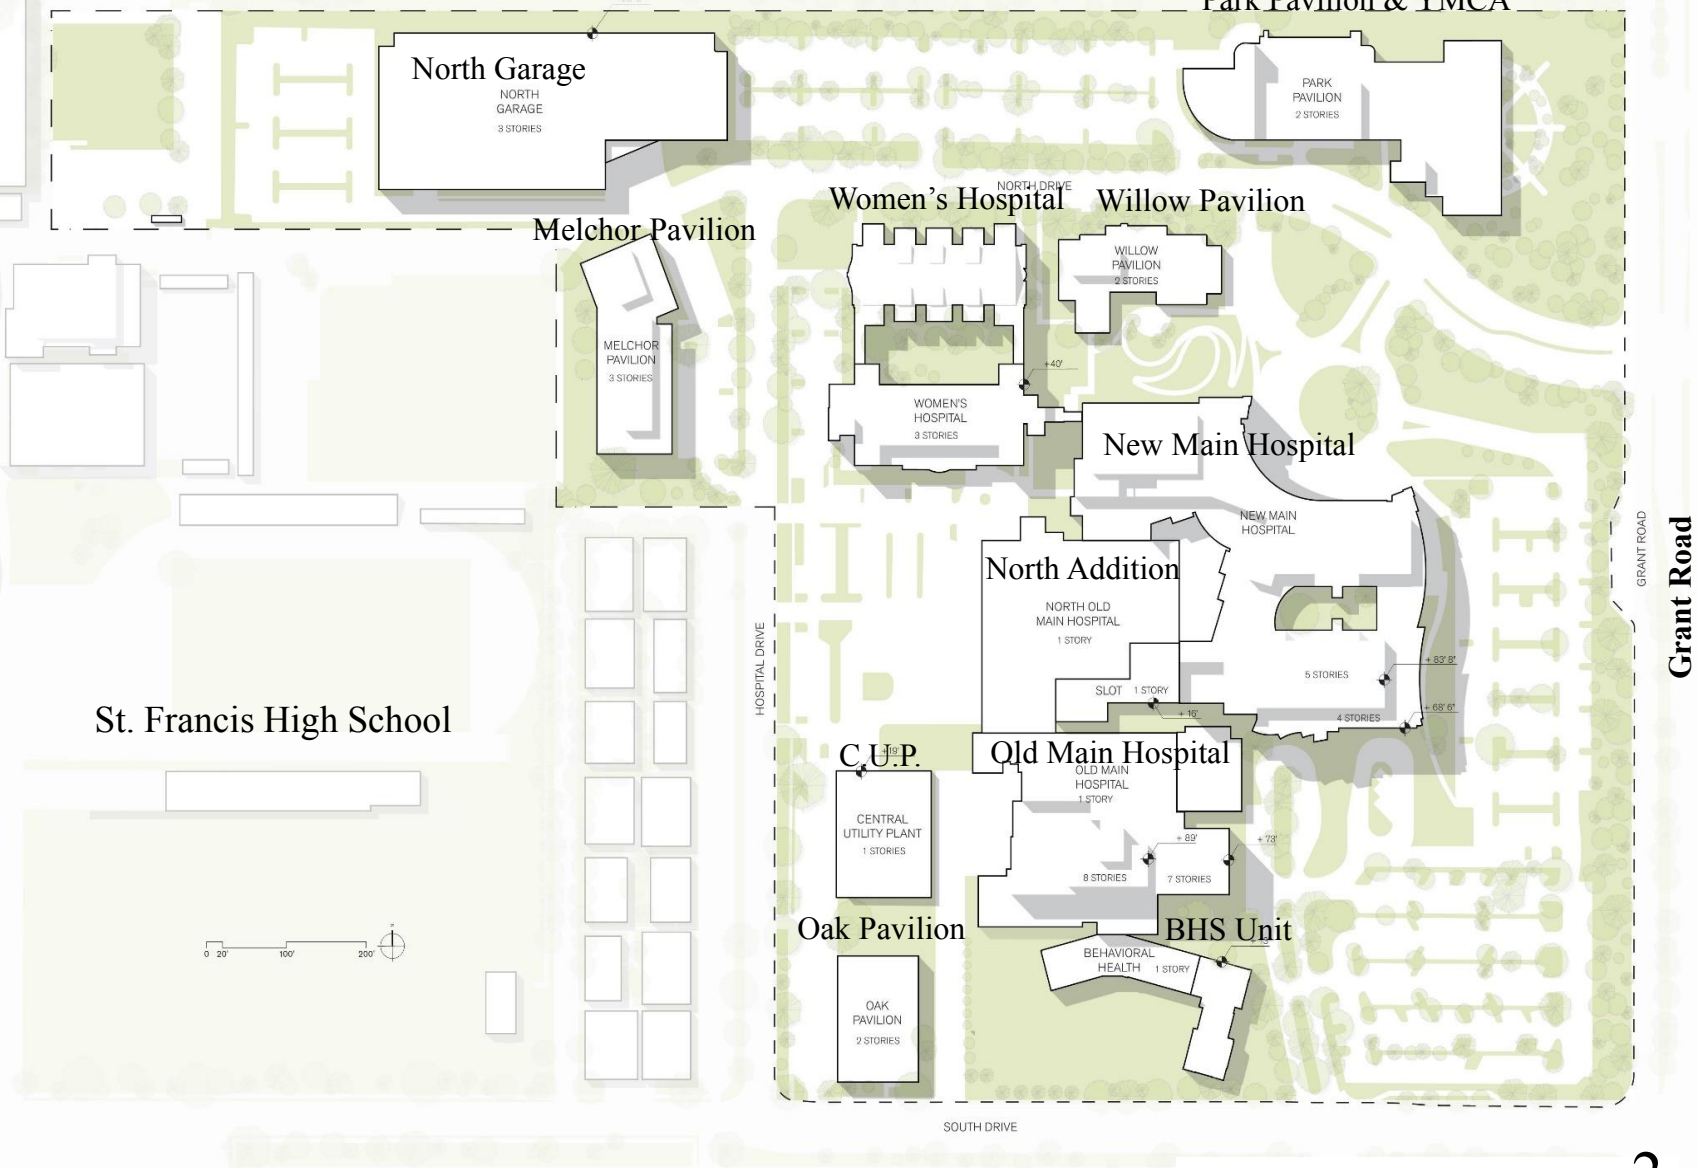 Park Pavilion & YMCA
North Garage
NORTH
GARAGE
3 STORIES
PARK
PAVILION
2 STORIES
NORTH DRIVE
Women’s Hospital
Willow Pavilion
Melchor Pavilion
WILLOW
PAVILION
2 STORIES
MELCHOR
PAVILION
3 STORIES
+40'
WOMEN'S
HOSPITAL
3 STORIES
New Main Hospital
NEW MAIN
HOSPITAL
GRANT ROAD
Grant Road
North Addition
NORTH OLD
MAIN HOSPITAL
1 STORY
HOSPITAL DRIVE
5 STORIES
+ 83' 8"
SLOT 1 STORY
+ 16'
4 STORIES
+ 68' 6"
St. Francis High School
C.U.P.
+19'
Old Main Hospital
OLD MAIN
HOSPITAL
1 STORY
CENTRAL
UTILITY PLANT
1 STORIES
+ 89'
+ 73'
8 STORIES
7 STORIES
Oak Pavilion
BHS Unit
BEHAVIORAL
HEALTH 1 STORY
0 20' 100' 200'
OAK
PAVILION
2 STORIES
SOUTH DRIVE